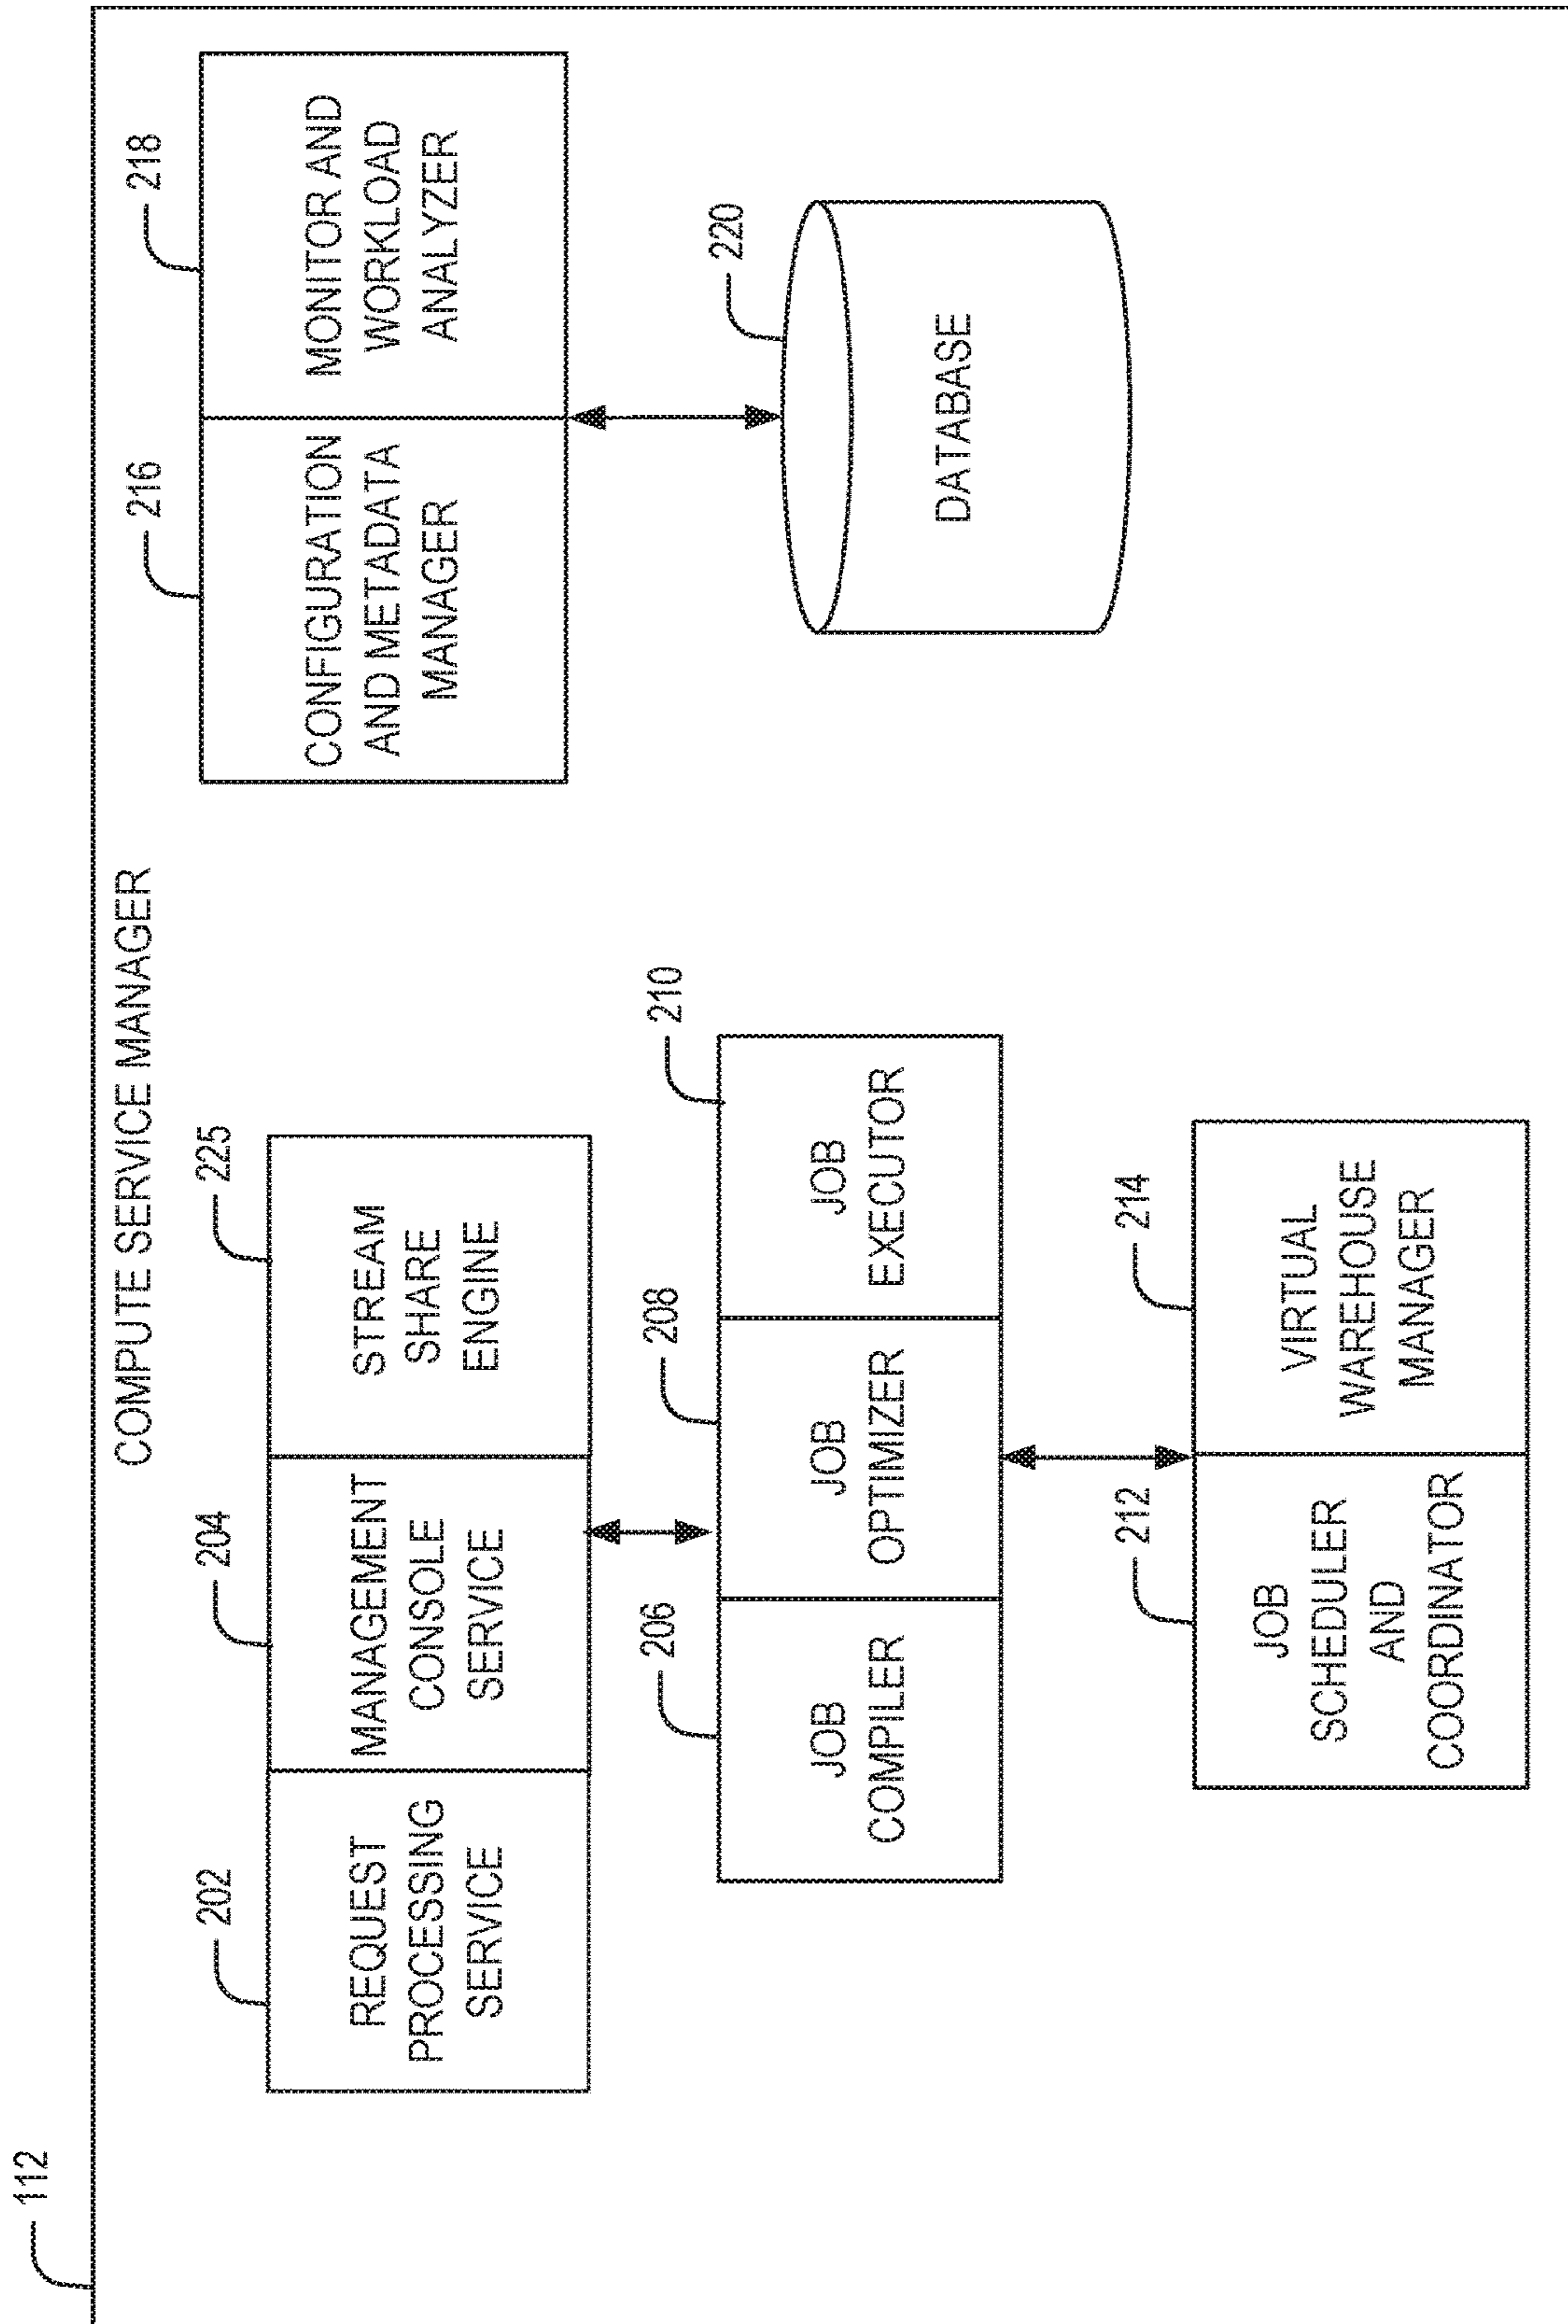 112
COMPUTE SERVICE MANAGER
202
REQUEST
PROCESSING
SERVICE
204
MANAGEMENT
CONSOLE
SERVICE
225
STREAM
SHARE
ENGINE
206
JOB
COMPILER
208
JOB
OPTIMIZER
210
JOB
EXECUTOR
212
JOB
SCHEDULER
AND
COORDINATOR
214
VIRTUAL
WAREHOUSE
MANAGER
216
CONFIGURATION
AND METADATA
MANAGER
218
MONITOR AND
WORKLOAD
ANALYZER
220
DATABASE